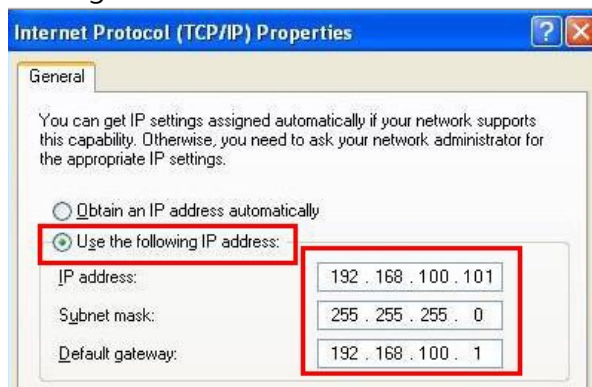 Internet Protocol (TCP/IP) Properties
General
You can get IP settings assigned automatically if your network supports
this capability. Otherwise, you need to ask your network administrator for
the appropriate IP settings.
Obtain an IP address automatically
Use the following IP address:
IP address: 192 . 168 . 100 . 101
Subnet mask: 255 . 255 . 255 . 0
Default gateway: 192 . 168 . 100 . 1